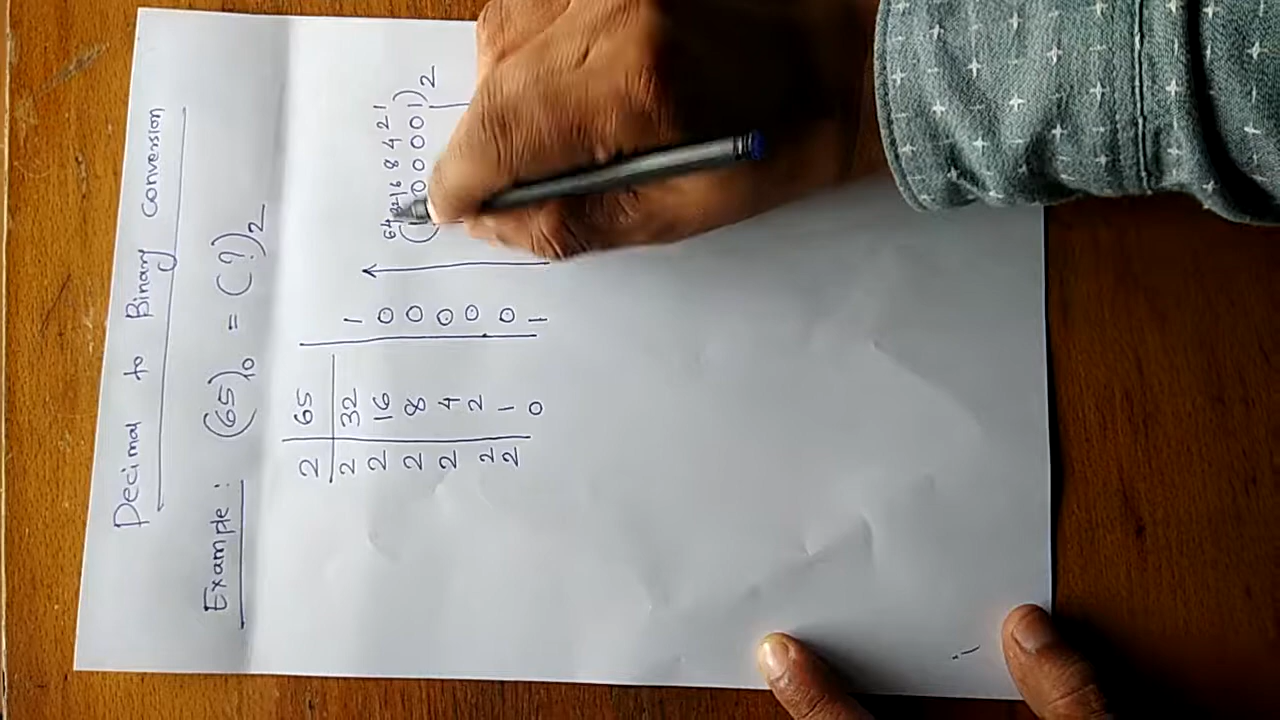 Decimal to Binary Conversion
Example : (65)10 = (?)2
2 65
2 32 1
2 16 0
2 8 0
2 4 0
2 2 0
2 1 0
0 1
64 32 16 8 4 2 1
0 0 0 0 1)2